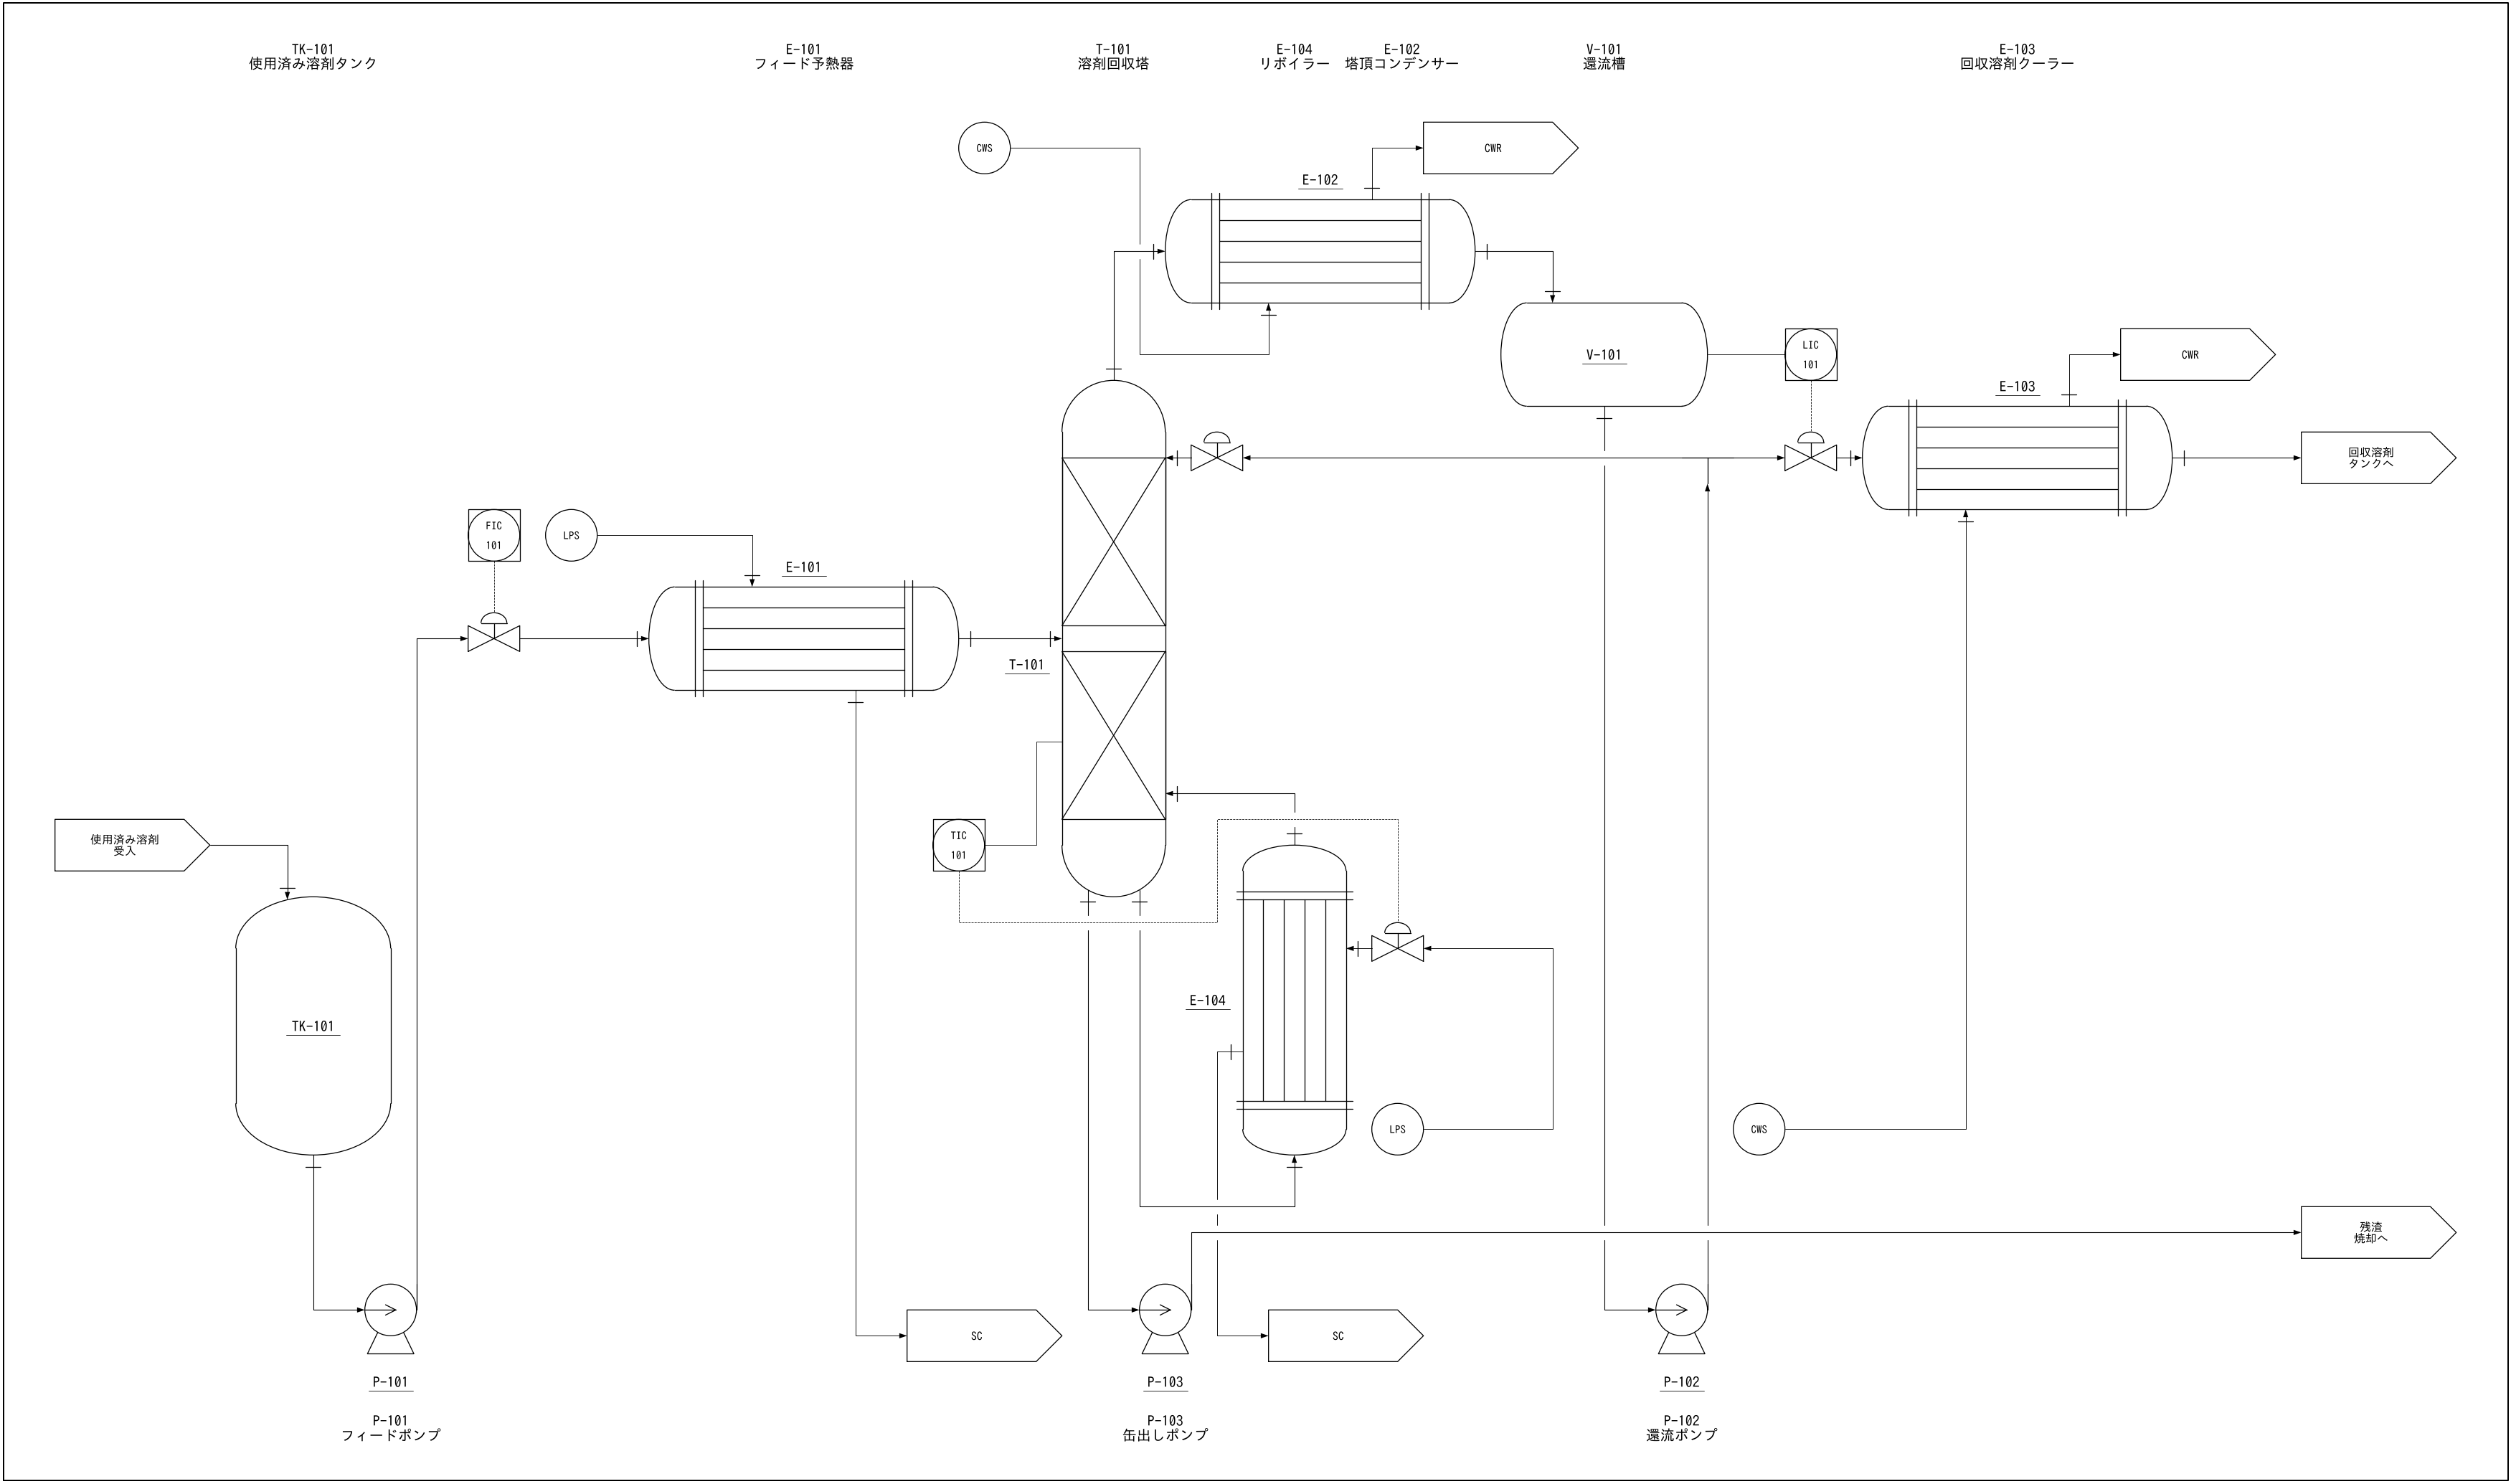 TK-101
使用済み溶剤タンク
E-101
フィード予熱器
T-101
溶剤回収塔
E-104
リボイラー
E-102
塔頂コンデンサー
V-101
還流槽
E-103
回収溶剤クーラー
CWS
CWR
E-102
V-101
LIC
101
CWR
E-103
回収溶剤
タンクへ
FIC
101
LPS
E-101
T-101
使用済み溶剤
受入
TIC
101
E-104
TK-101
LPS
CWS
残渣
焼却へ
SC
SC
P-101
P-103
P-102
P-101
フィードポンプ
P-103
缶出しポンプ
P-102
還流ポンプ